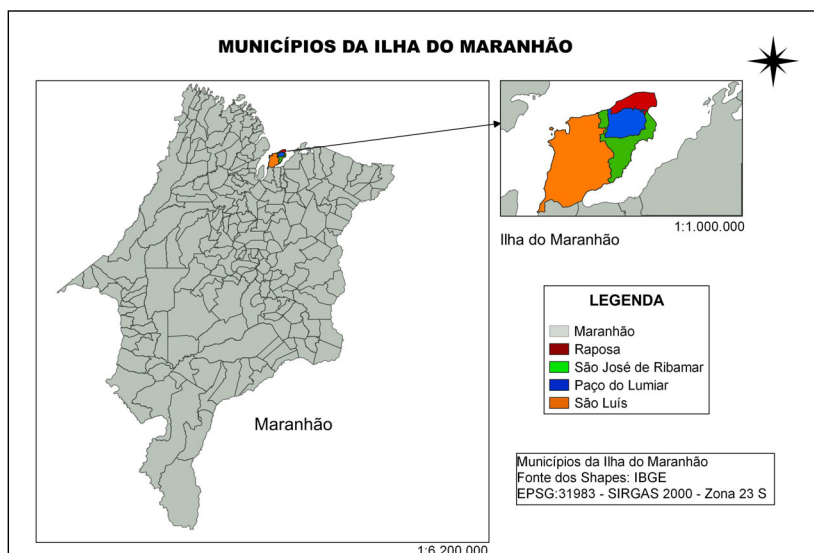 MUNICÍPIOS DA ILHA DO MARANHÃO
1:1.000.000
Ilha do Maranhão
LEGENDA
Maranhão
Raposa
São José de Ribamar
Paço do Lumiar
São Luís
Maranhão
Municípios da Ilha do Maranhão
Fonte dos Shapes: IBGE
EPSG:31983 - SIRGAS 2000 - Zona 23 S
1:6.200.000